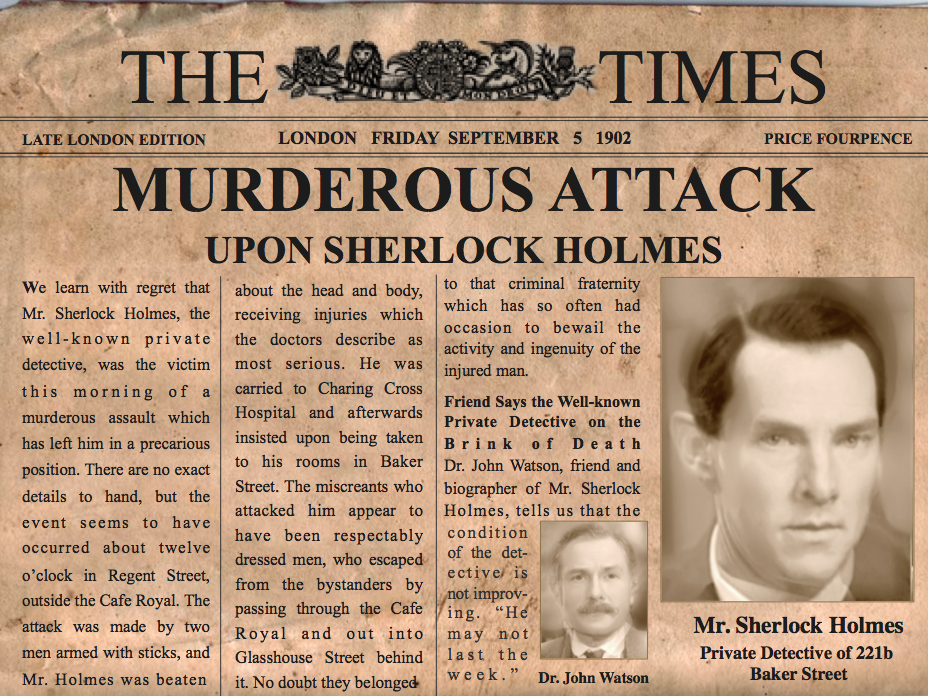 THE TIMES
LATE LONDON EDITION
LONDON FRIDAY SEPTEMBER 5 1902
PRICE FOURPENCE
MURDEROUS ATTACK
UPON SHERLOCK HOLMES
We learn with regret that
Mr. Sherlock Holmes, the
well-known private
detective, was the victim
this morning of a
murderous assault which
has left him in a precarious
position. There are no exact
details to hand, but the
event seems to have
occurred about twelve
o'clock in Regent Street,
outside the Cafe Royal. The
attack was made by two
men armed with sticks, and
Mr. Holmes was beaten
about the head and body,
receiving injuries which
the doctors describe as
most serious. He was
carried to Charing Cross
Hospital and afterwards
insisted upon being taken
to his rooms in Baker
Street. The miscreants who
attacked him appear to
have been respectably
dressed men, who escaped
from the bystanders by
passing through the Cafe
Royal and out into
Glasshouse Street behind
it. No doubt they belonged
to that criminal fraternity
which has so often had
occasion to bewail the
activity and ingenuity of the
injured man.
Friend Says the Well-known
Private Detective on the
Brink of Death
Dr. John Watson, friend and
biographer of Mr. Sherlock
Holmes, tells us that the
condition
of the det-
ective is
not improv-
ing. “He
may not
last the
week.”
Dr. John Watson
Mr. Sherlock Holmes
Private Detective of 221b
Baker Street